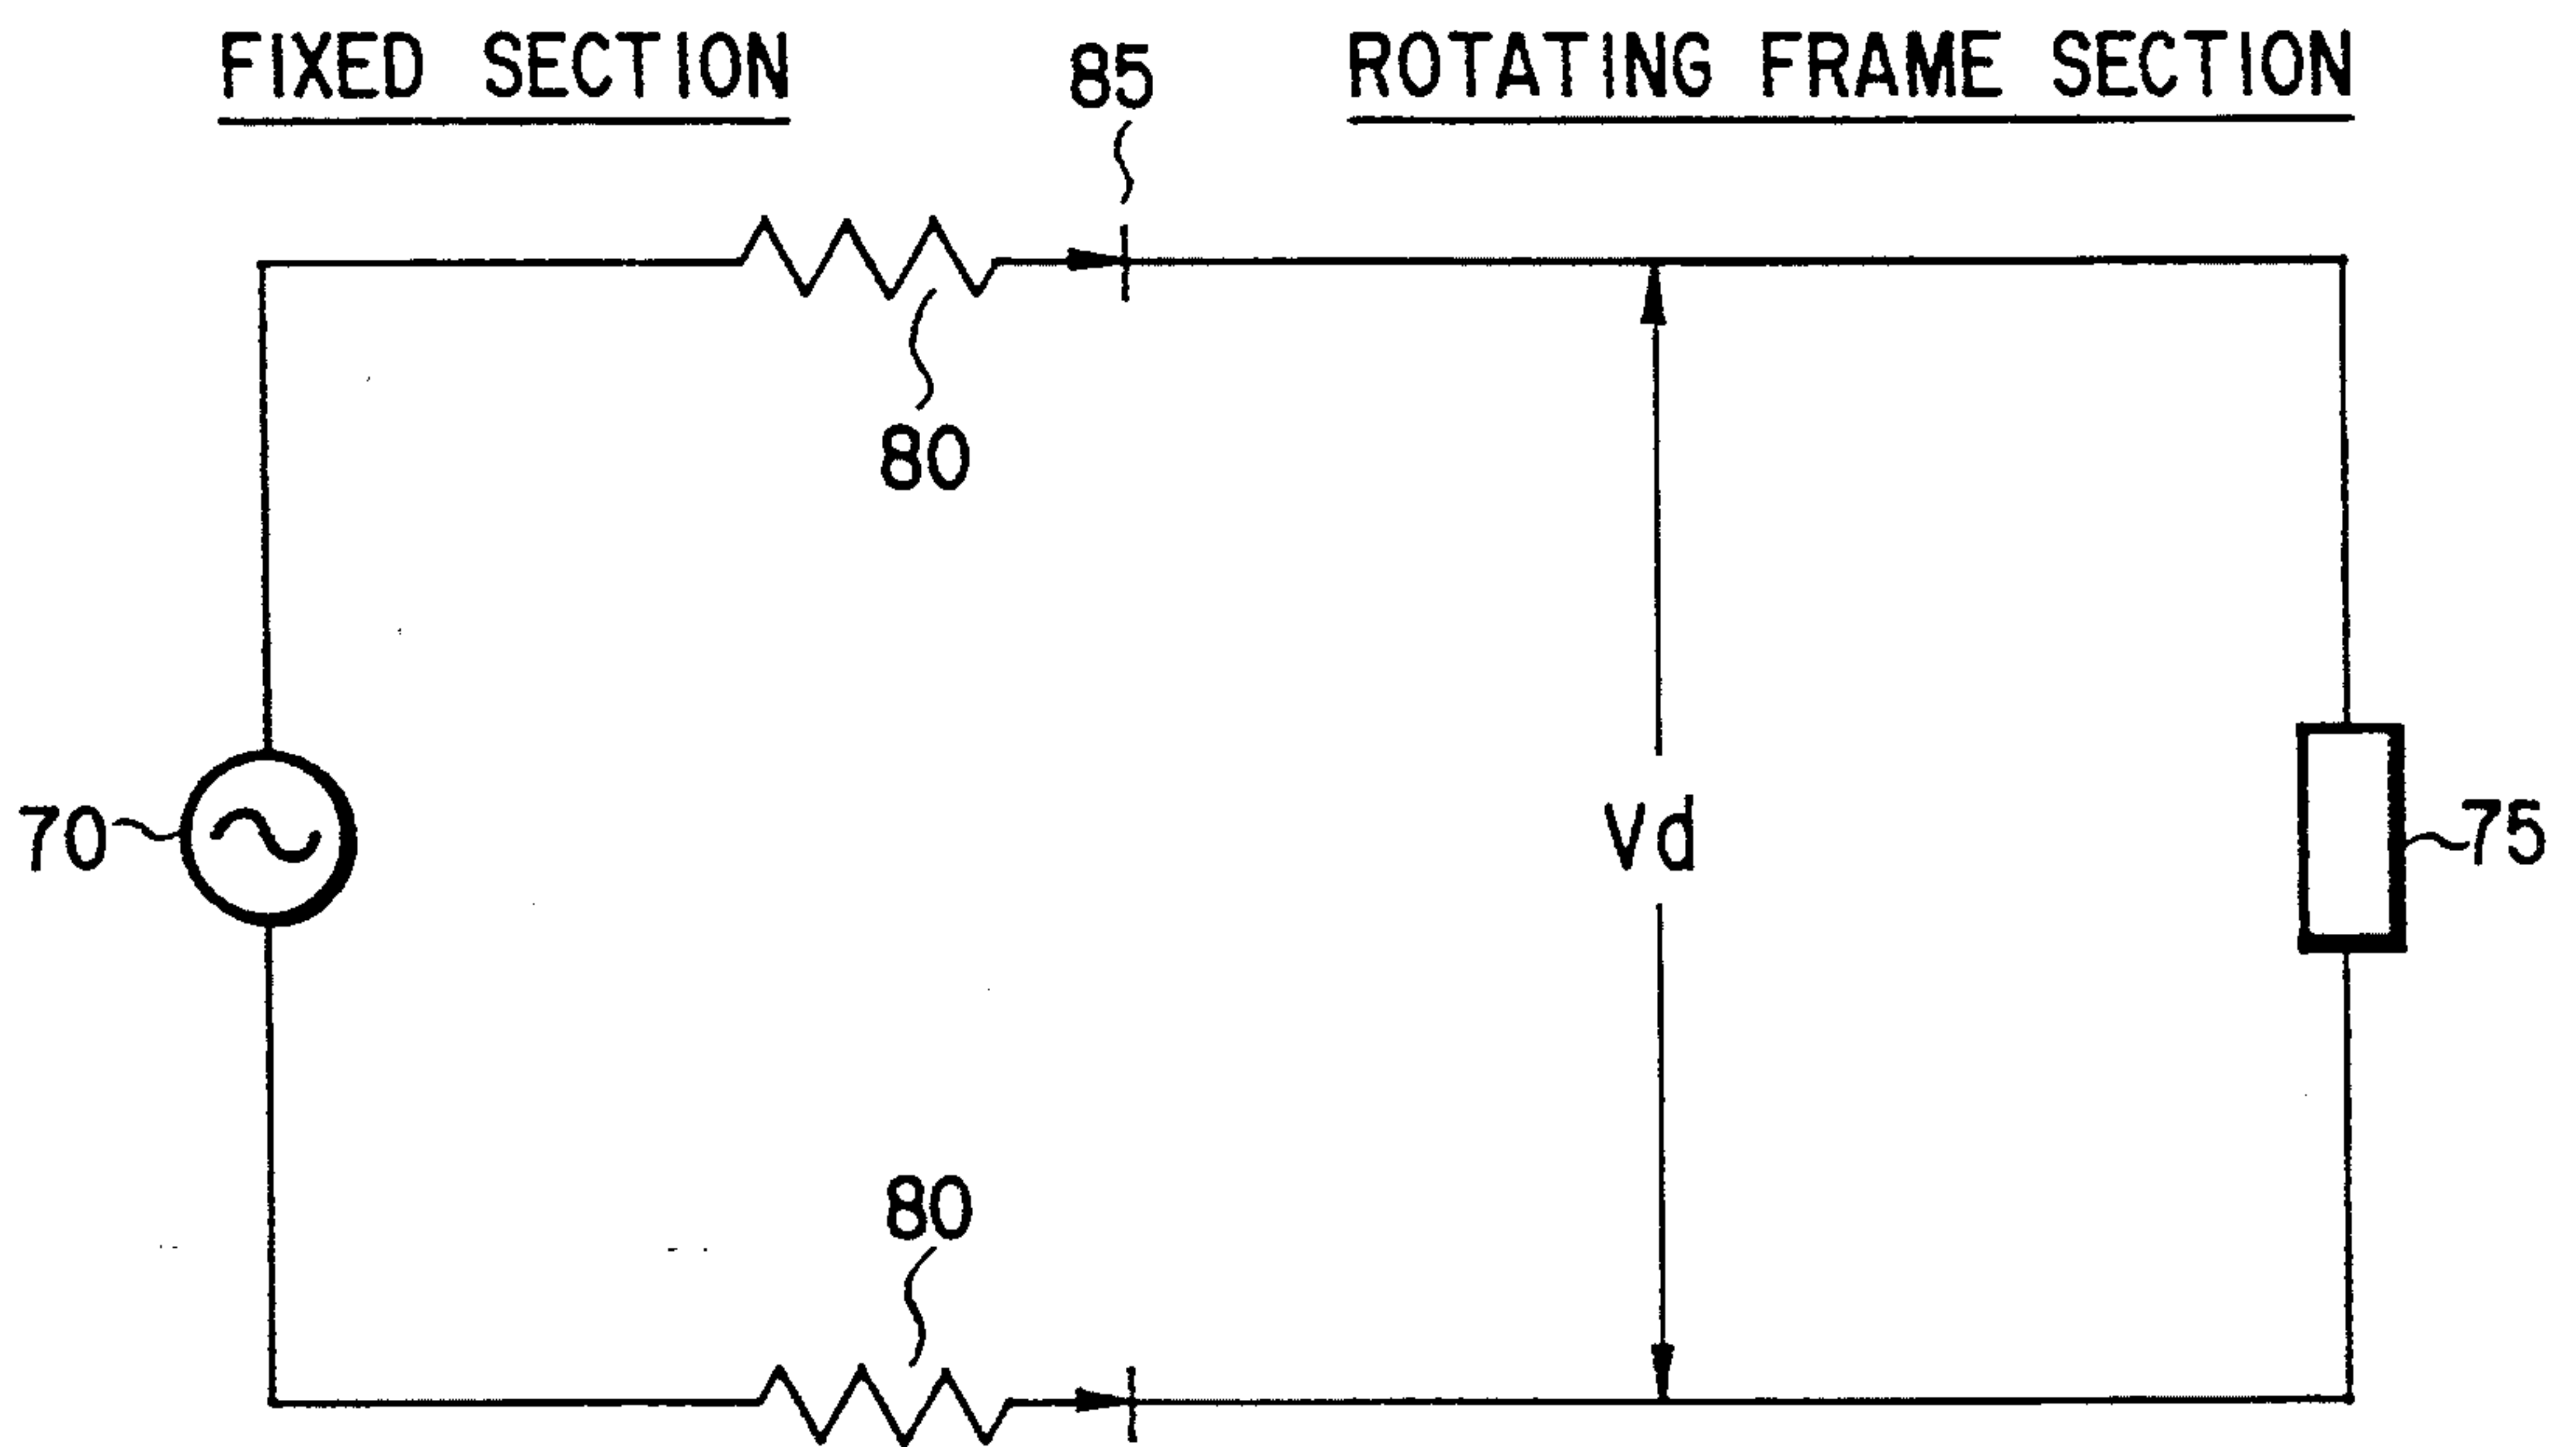 FIXED SECTION
85
ROTATING FRAME SECTION
80
70
Vd
75
80